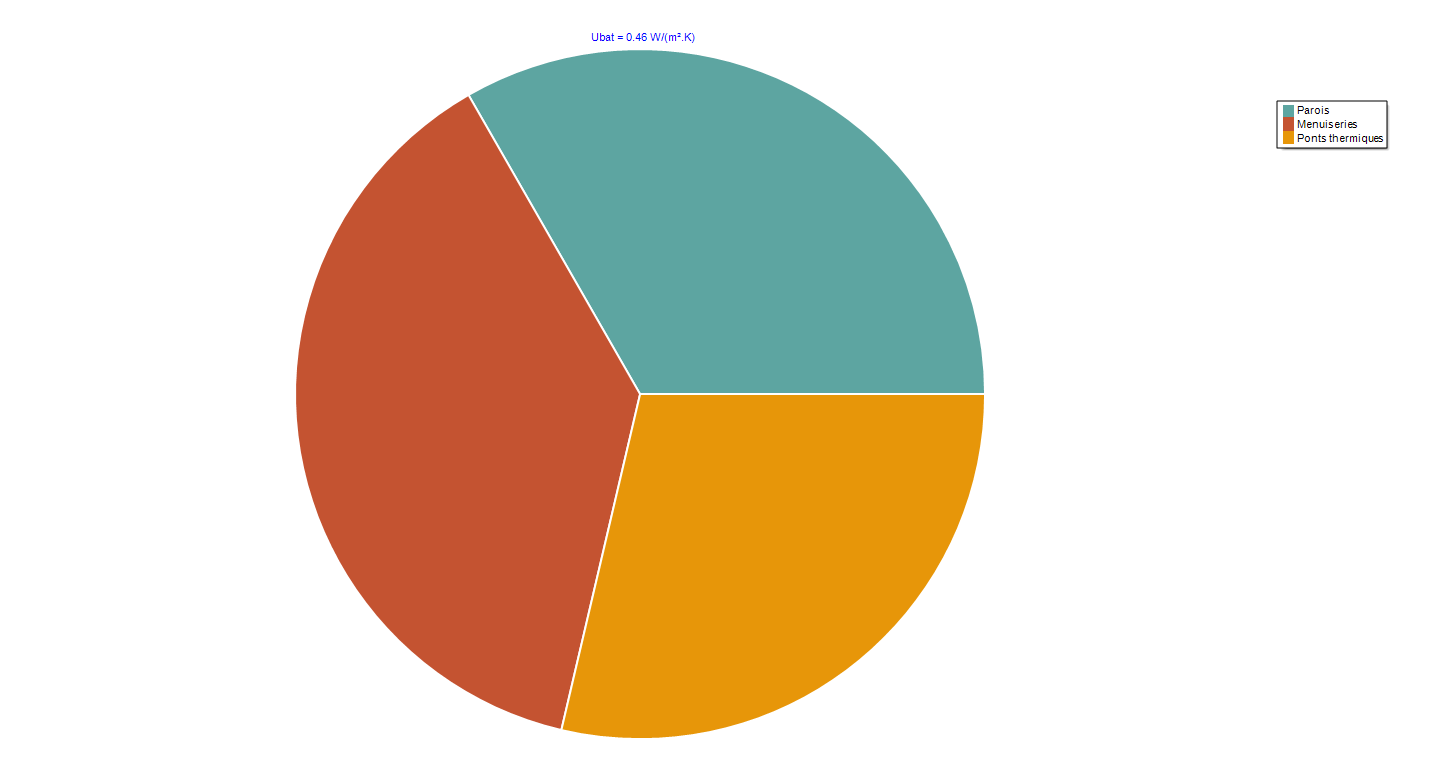 Ubat = 0.46 W/(m².K)
Parois
Menuiseries
Ponts thermiques